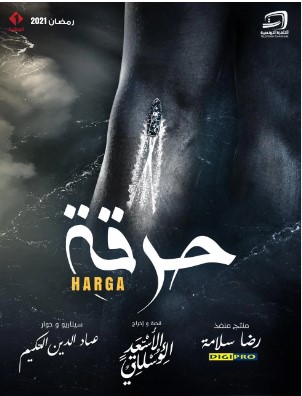 رمضان 2021
الوطنية
التلفزة التونسية
حرقة
HARGA
منتج منفذ
رضا سلامة
DIGIPRO
قصة و إخراج
الأسعد الوسلاتي
سيناريو و حوار
عماد الدين الحكيم